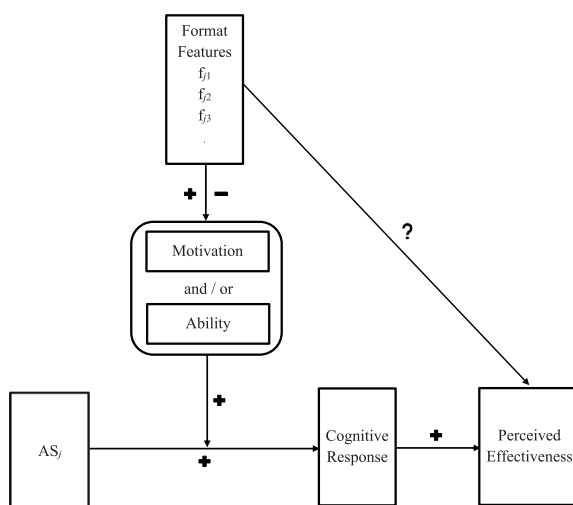 Format
Features
fj1
fj2
fj3
.
+ −
Motivation
and / or
Ability
?
+
ASj
+
Cognitive
Response
+
Perceived
Effectiveness